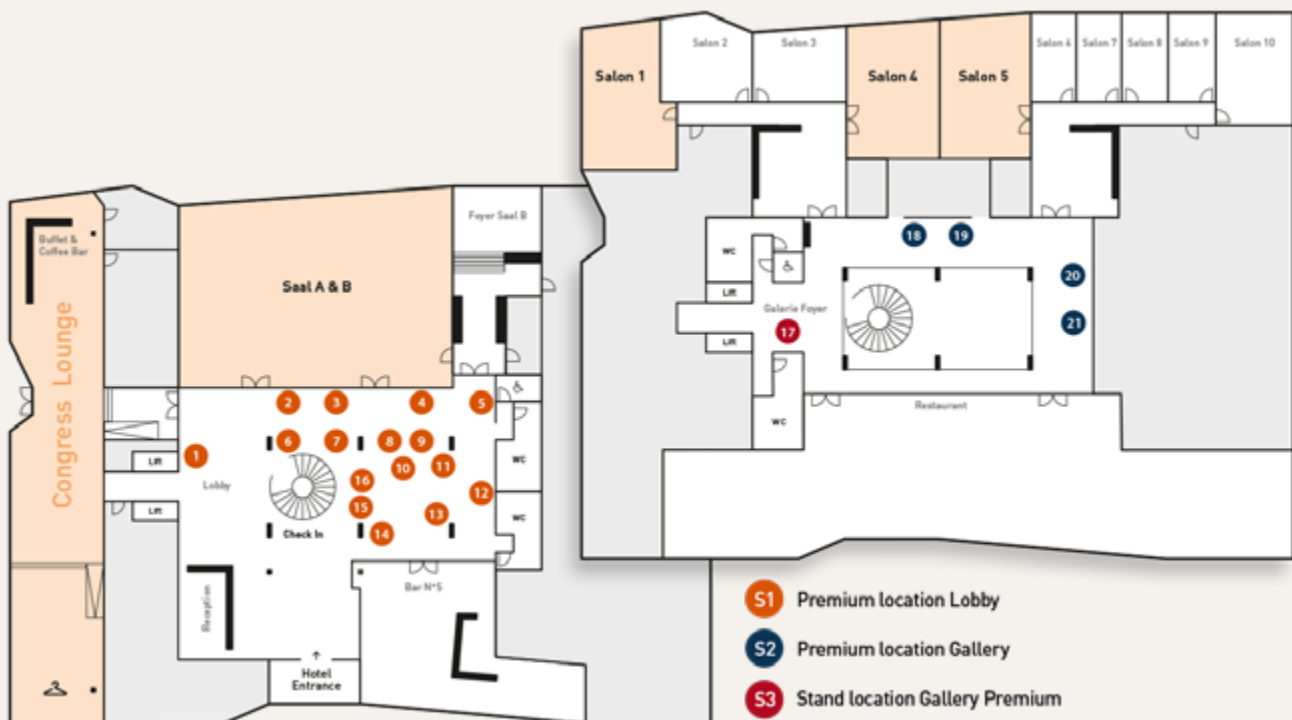 Salon 1
Salon 2
Salon 3
Salon 4
Salon 5
Salon 6
Salon 7
Salon 8
Salon 9
Salon 10
WC
Lift
Galerie Foyer
Lift
WC
18
19
20
21
17
Restaurant
Buffet &
Coffee Bar
Congress Lounge
Saal A & B
Foyer Saal B
2
3
4
5
6
7
8
9
1
10
11
16
12
15
13
14
Lift
Lobby
Lift
WC
WC
Check In
Reception
Bar N°5
Hotel
Entrance
S1 Premium location Lobby
S2 Premium location Gallery
S3 Stand location Gallery Premium